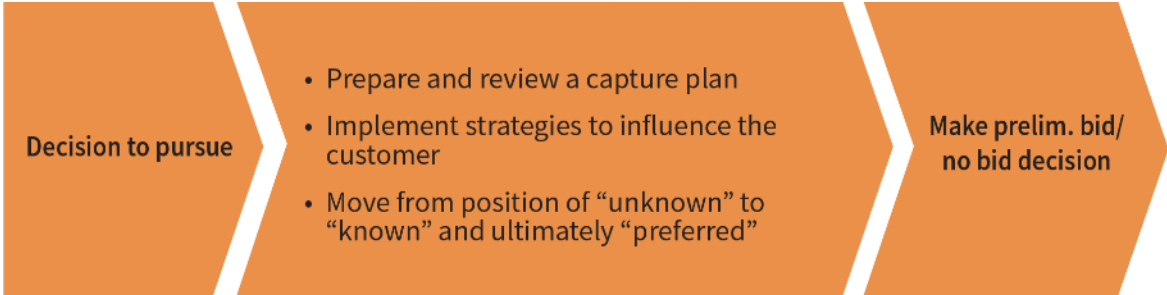 Decision to pursue
• Prepare and review a capture plan
• Implement strategies to influence the
customer
• Move from position of “unknown” to
“known” and ultimately “preferred”
Make prelim. bid/
no bid decision